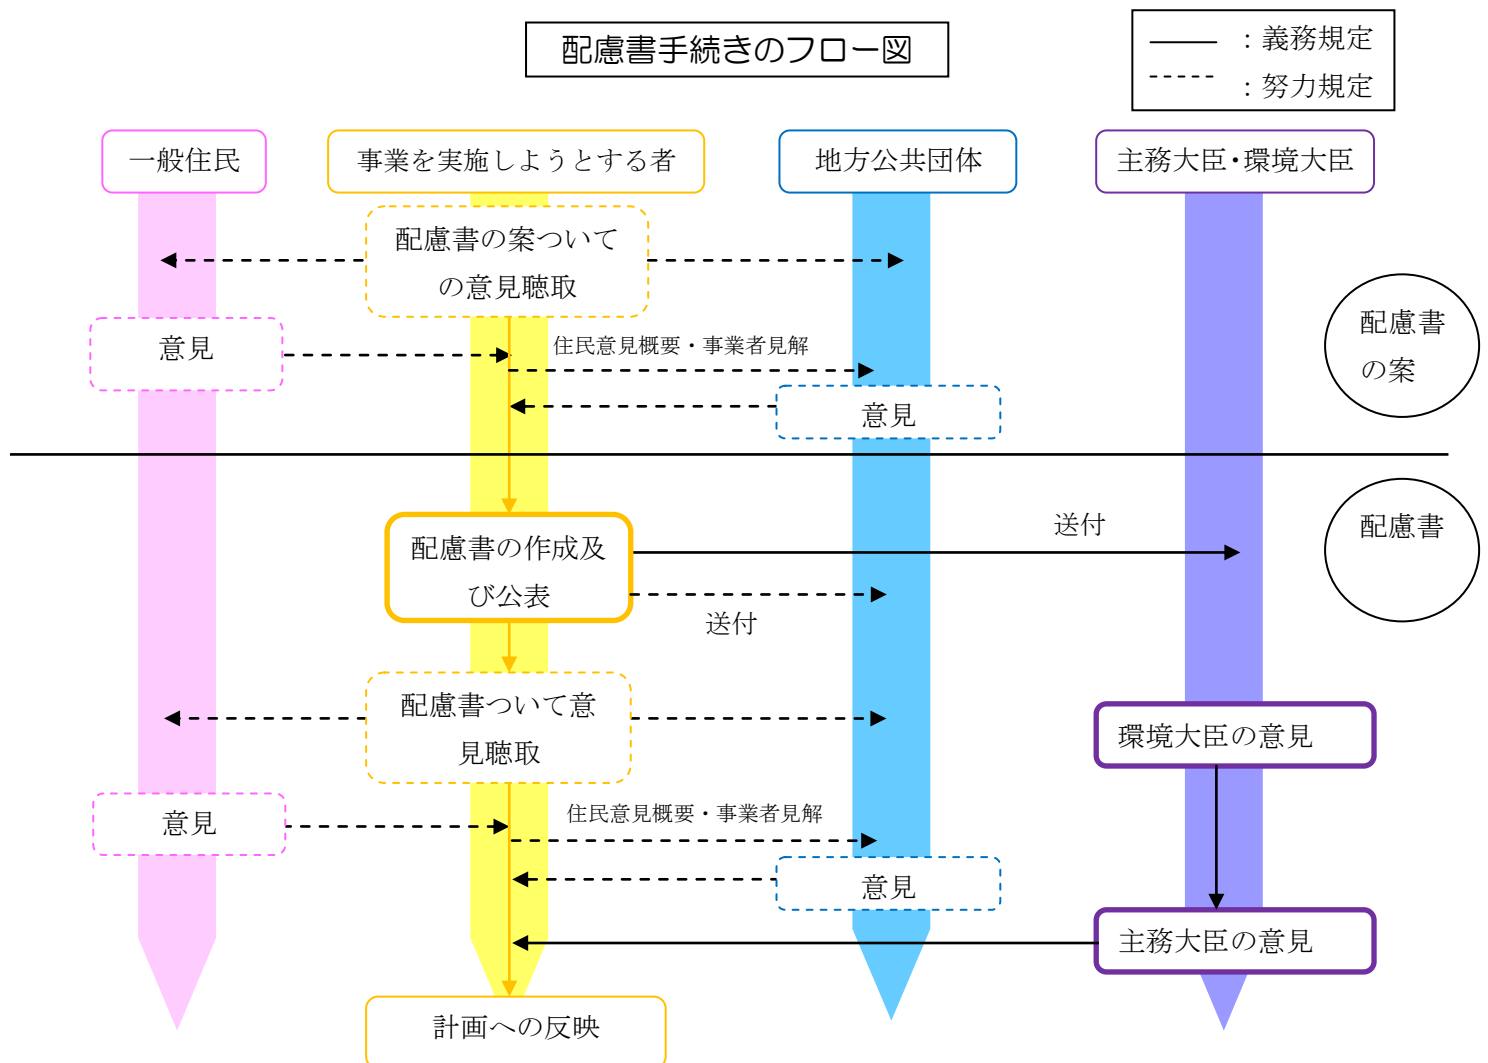 配慮書手続きのフロー図
：義務規定
：努力規定
一般住民
事業を実施しようとする者
地方公共団体
主務大臣・環境大臣
配慮書の案ついて
の意見聴取
意見
住民意見概要・事業者見解
意見
配慮書
の案
配慮書の作成及
び公表
送付
送付
配慮書
配慮書ついて意
見聴取
環境大臣の意見
意見
住民意見概要・事業者見解
意見
主務大臣の意見
計画への反映